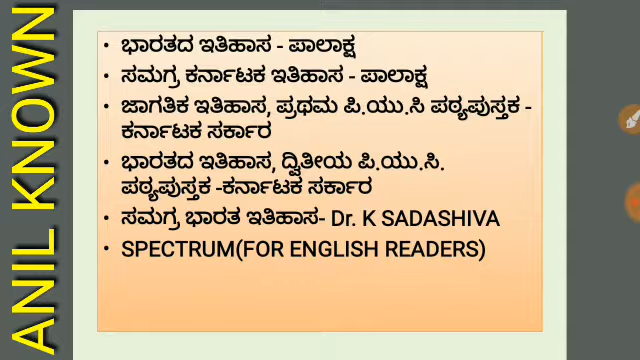 ANIL KNOWN
• ಭಾರತದ ಇತಿಹಾಸ - ಪಾಲಾಕ್ಷ
• ಸಮಗ್ರ ಕರ್ನಾಟಕ ಇತಿಹಾಸ - ಪಾಲಾಕ್ಷ
• ಜಾಗತಿಕ ಇತಿಹಾಸ, ಪ್ರಥಮ ಪಿ.ಯು.ಸಿ ಪಠ್ಯಪುಸ್ತಕ -
ಕರ್ನಾಟಕ ಸರ್ಕಾರ
• ಭಾರತದ ಇತಿಹಾಸ, ದ್ವಿತೀಯ ಪಿ.ಯು.ಸಿ.
ಪಠ್ಯಪುಸ್ತಕ -ಕರ್ನಾಟಕ ಸರ್ಕಾರ
• ಸಮಗ್ರ ಭಾರತ ಇತಿಹಾಸ- Dr. K SADASHIVA
• SPECTRUM(FOR ENGLISH READERS)